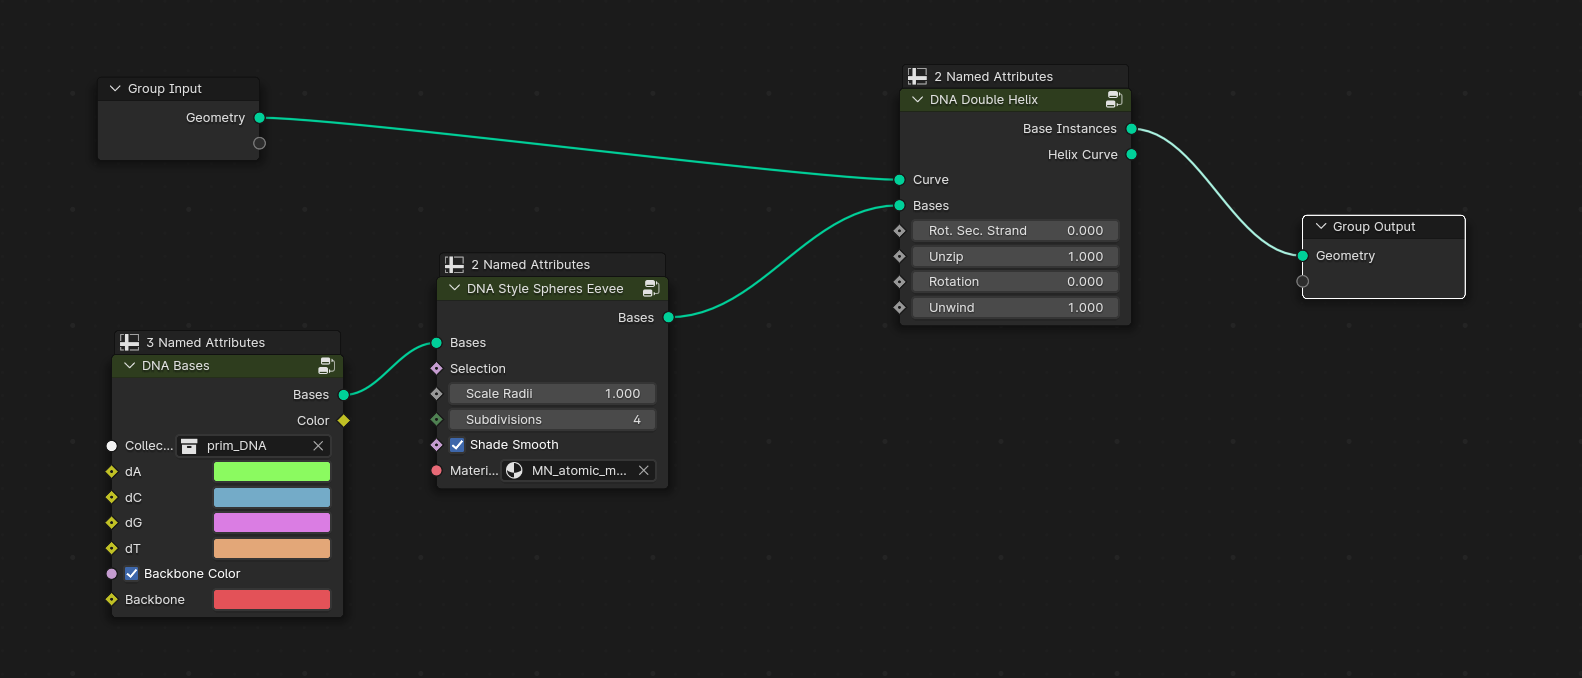 Group Input
Geometry
2 Named Attributes
DNA Double Helix
Base Instances
Helix Curve
Curve
Bases
Rot. Sec. Strand 0.000
Unzip 1.000
Rotation 0.000
Unwind 1.000
Group Output
Geometry
2 Named Attributes
DNA Style Spheres Eevee
Bases
Bases
Selection
Scale Radii 1.000
Subdivisions 4
Shade Smooth
Materi... MN_atomic_m...
3 Named Attributes
DNA Bases
Bases
Color
Collec... prim_DNA
dA
dC
dG
dT
Backbone Color
Backbone